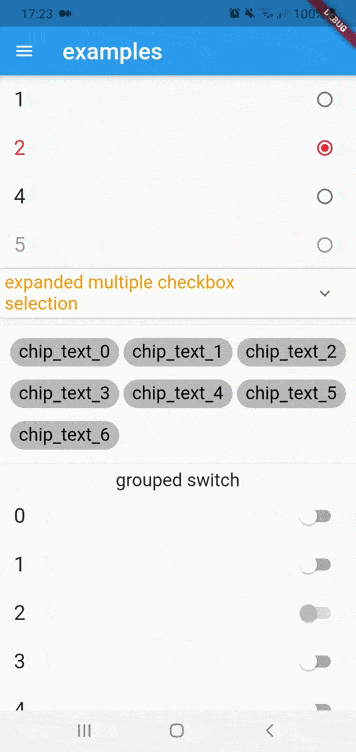 17:23 100%
DEBUG
examples
1
2
4
5
expanded multiple checkbox
selection
chip_text_0 chip_text_1 chip_text_2
chip_text_3 chip_text_4 chip_text_5
chip_text_6
grouped switch
0
1
2
3
4